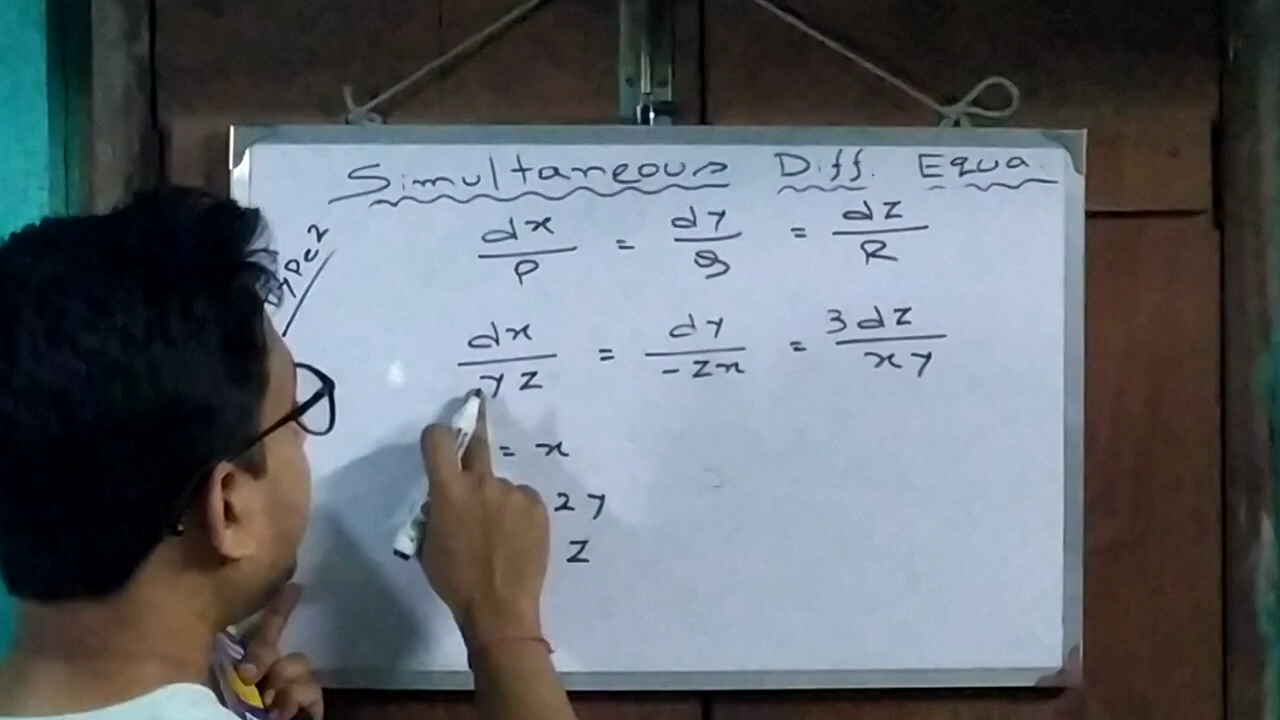 Simultaneous Diff. Equa.
dx/P = dy/Q = dz/R
dx/yz = dy/-zx = 3dz/xy
= x
2y
z